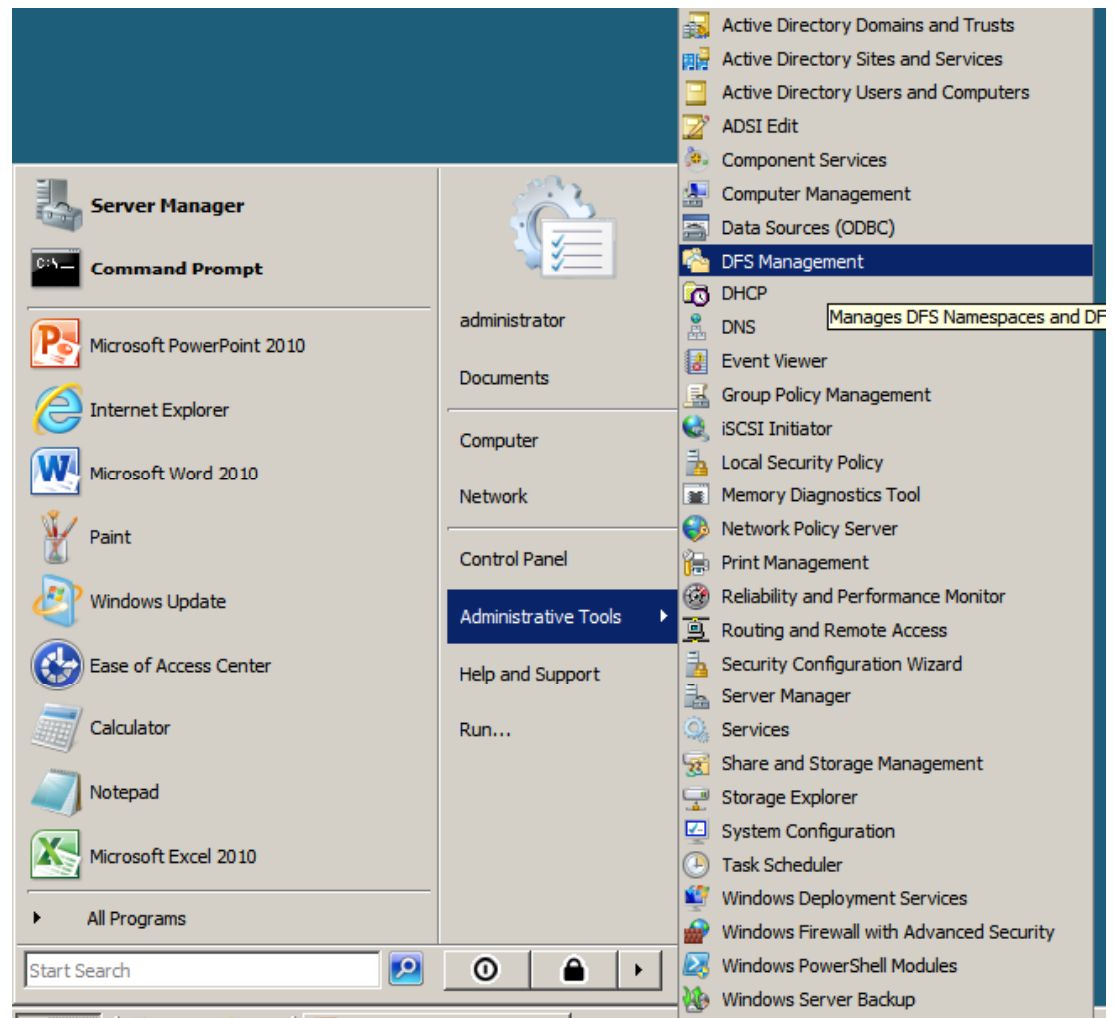 Server Manager
Command Prompt
Microsoft PowerPoint 2010
Internet Explorer
Microsoft Word 2010
Paint
Windows Update
Ease of Access Center
Calculator
Notepad
Microsoft Excel 2010
All Programs
Start Search
administrator
Documents
Computer
Network
Control Panel
Administrative Tools
Help and Support
Run...
Active Directory Domains and Trusts
Active Directory Sites and Services
Active Directory Users and Computers
ADSI Edit
Component Services
Computer Management
Data Sources (ODBC)
DFS Management
DHCP
Manages DFS Namespaces and DF
DNS
Event Viewer
Group Policy Management
iSCSI Initiator
Local Security Policy
Memory Diagnostics Tool
Network Policy Server
Print Management
Reliability and Performance Monitor
Routing and Remote Access
Security Configuration Wizard
Server Manager
Services
Share and Storage Management
Storage Explorer
System Configuration
Task Scheduler
Windows Deployment Services
Windows Firewall with Advanced Security
Windows PowerShell Modules
Windows Server Backup